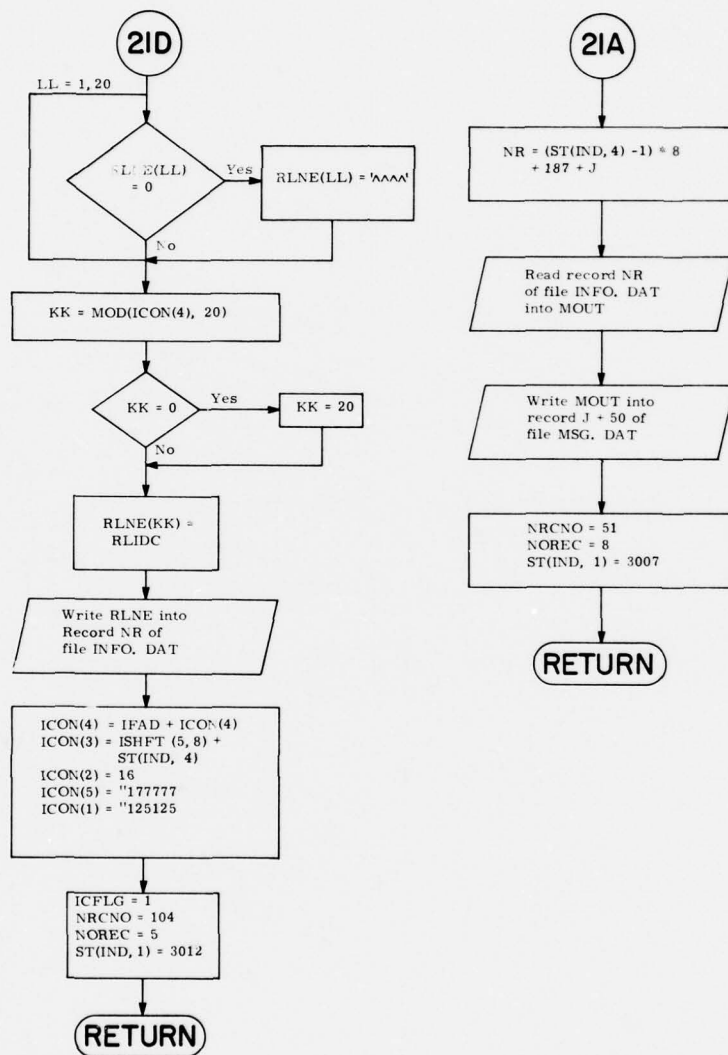 21D
LL = 1, 20
RLNE(LL)
= 0
Yes
RLNE(LL) = '^^^^'
No
KK = MOD(ICON(4), 20)
KK = 0
Yes
KK = 20
No
RLNE(KK) =
RLIDC
Write RLNE into
Record NR of
file INFO. DAT
ICON(4) = IFAD + ICON(4)
ICON(3) = ISHFT (5, 8) +
ST(IND, 4)
ICON(2) = 16
ICON(5) = "177777
ICON(1) = "125125
ICFLG = 1
NRCNO = 104
NOREC = 5
ST(IND, 1) = 3012
RETURN
21A
NR = (ST(IND, 4) -1) * 8
+ 187 + J
Read record NR
of file INFO. DAT
into MOUT
Write MOUT into
record J + 50 of
file MSG. DAT
NRCNO = 51
NOREC = 8
ST(IND, 1) = 3007
RETURN